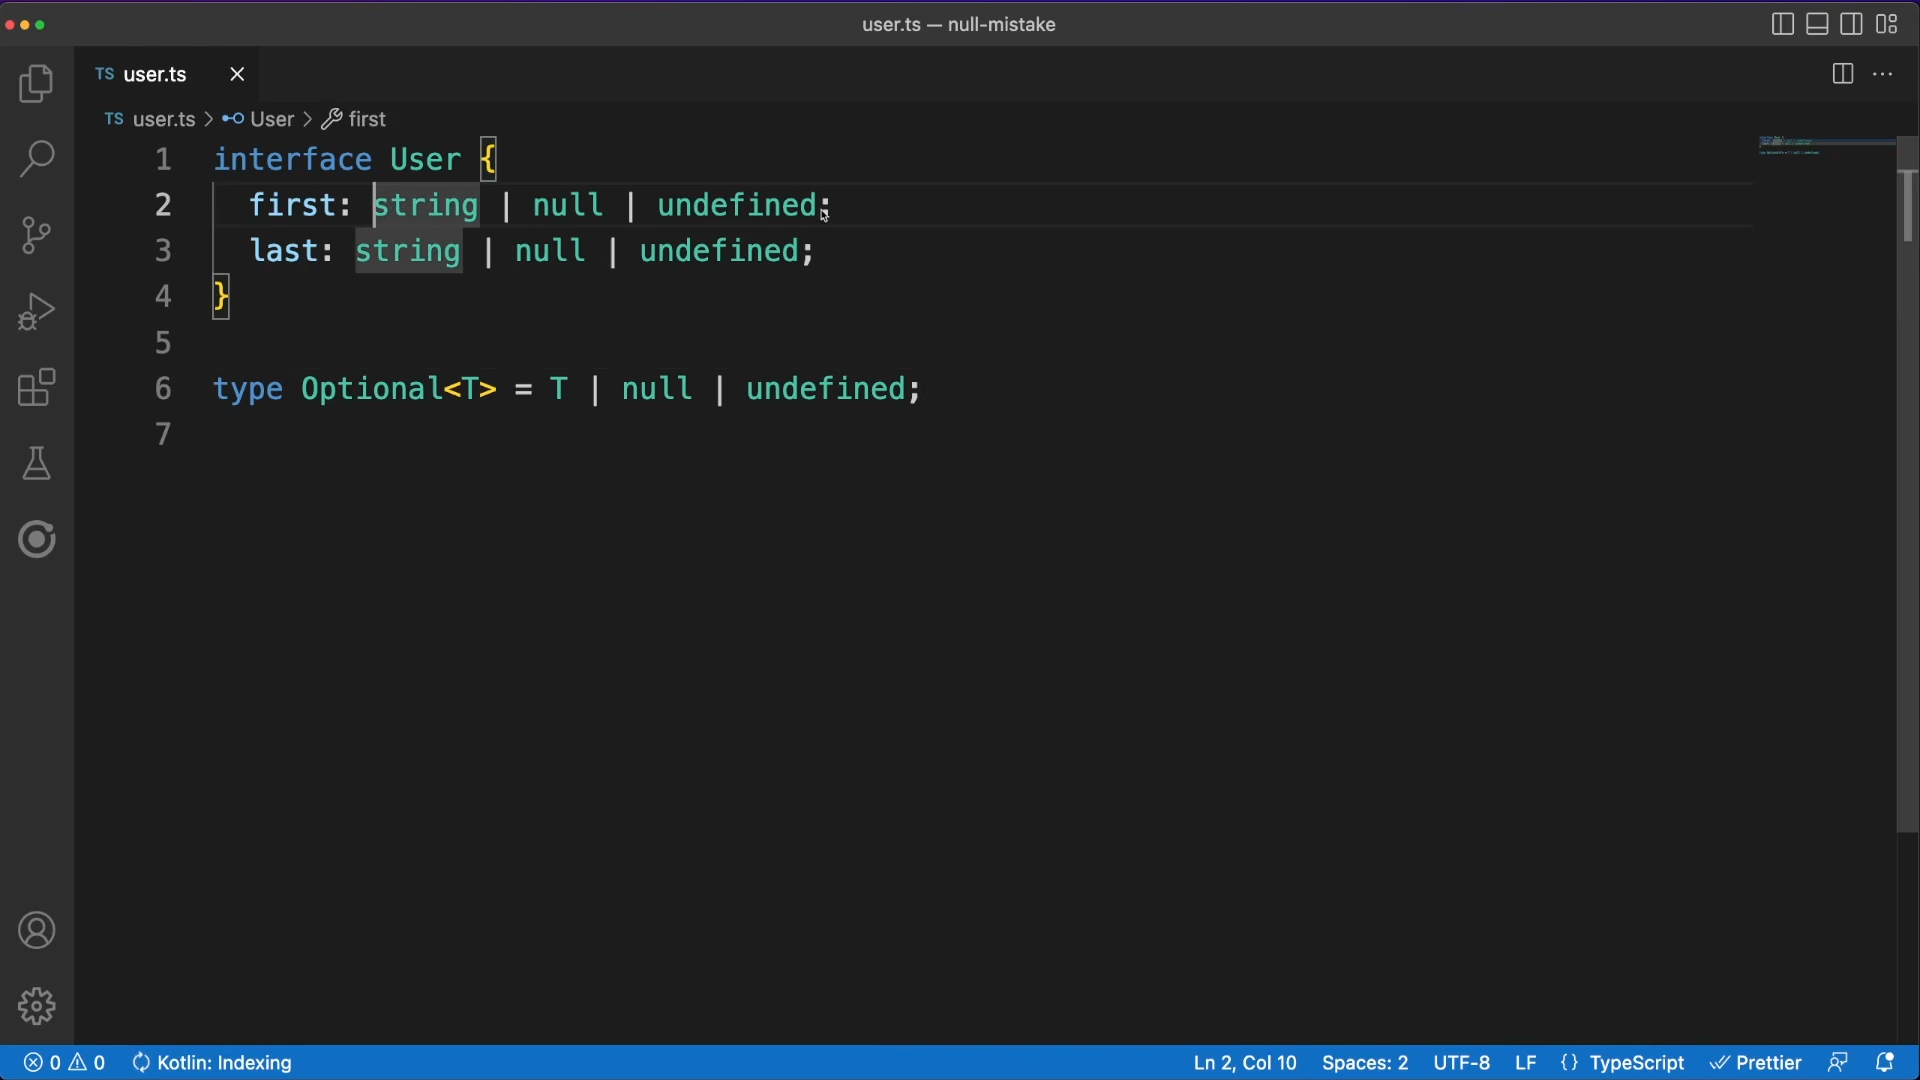 user.ts — null-mistake
TS user.ts
TS user.ts > User > first
1 interface User {
2 first: string | null | undefined;
3 last: string | null | undefined;
4 }
5
6 type Optional<T> = T | null | undefined;
7
0 0 Kotlin: Indexing Ln 2, Col 10 Spaces: 2 UTF-8 LF {} TypeScript Prettier